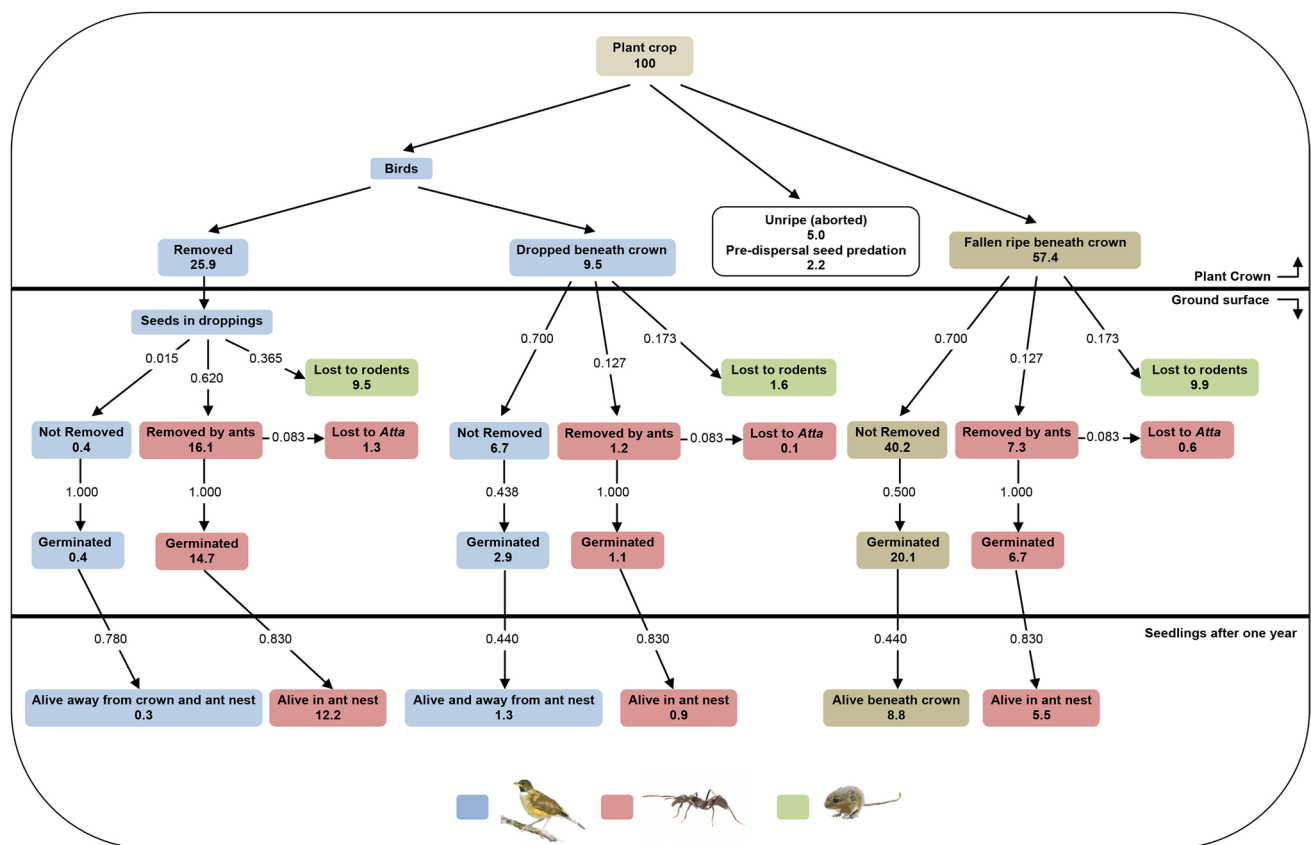 Plant crop
100
Birds
Unripe (aborted)
5.0
Pre-dispersal seed predation
2.2
Removed
25.9
Dropped beneath crown
9.5
Fallen ripe beneath crown
57.4
Plant Crown
Ground surface
Seeds in droppings
0.015
0.620
0.365
0.700
0.127
0.173
0.700
0.127
0.173
Lost to rodents
9.5
Lost to rodents
1.6
Lost to rodents
9.9
Not Removed
0.4
Removed by ants
16.1
0.083
Lost to Atta
1.3
Not Removed
6.7
Removed by ants
1.2
0.083
Lost to Atta
0.1
Not Removed
40.2
Removed by ants
7.3
0.083
Lost to Atta
0.6
1.000
1.000
0.438
1.000
0.500
1.000
Germinated
0.4
Germinated
14.7
Germinated
2.9
Germinated
1.1
Germinated
20.1
Germinated
6.7
Seedlings after one year
0.780
0.830
0.440
0.830
0.440
0.830
Alive away from crown and ant nest
0.3
Alive in ant nest
12.2
Alive and away from ant nest
1.3
Alive in ant nest
0.9
Alive beneath crown
8.8
Alive in ant nest
5.5